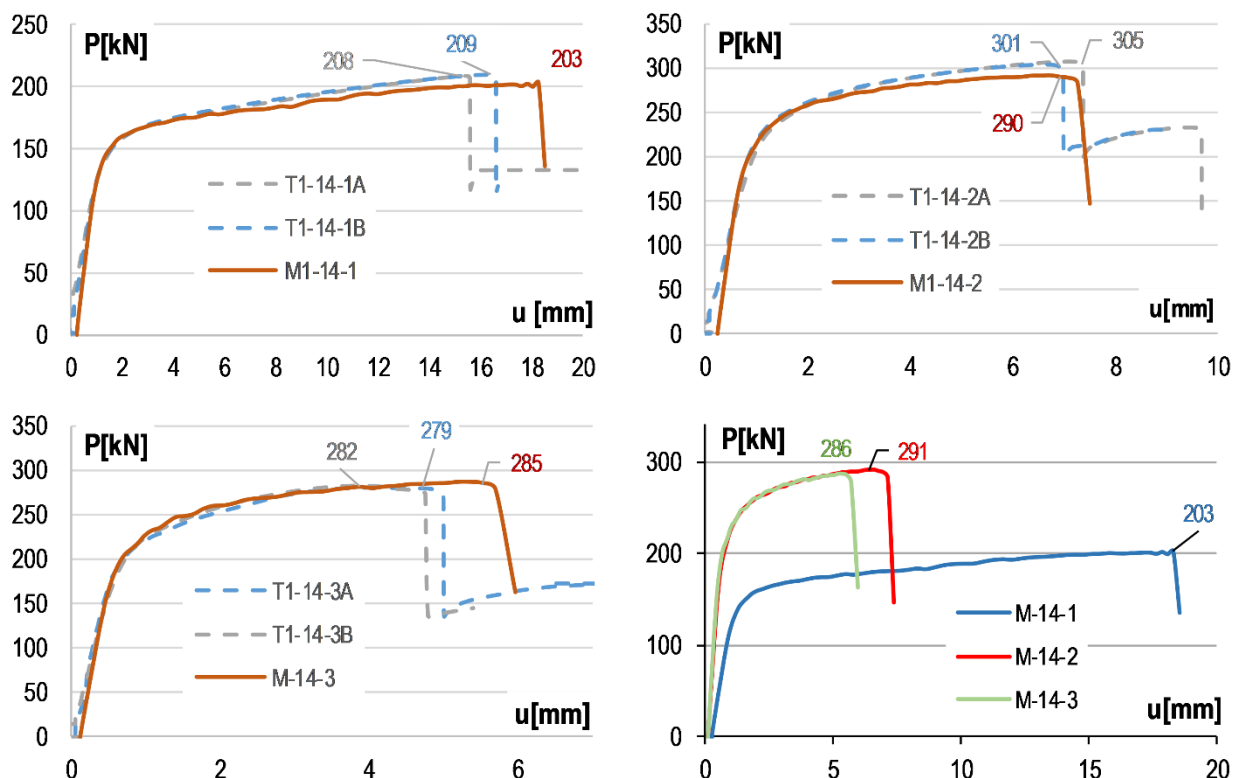 P[kN]
250
200
150
100
50
0
208
209
203
T1-14-1A
T1-14-1B
M1-14-1
u [mm]
0 2 4 6 8 10 12 14 16 18 20
P[kN]
350
300
250
200
150
100
50
0
301
305
290
T1-14-2A
T1-14-2B
M1-14-2
u[mm]
0 2 4 6 8 10
P[kN]
350
300
250
200
150
100
50
0
282
279
285
T1-14-3A
T1-14-3B
M-14-3
u[mm]
0 2 4 6
P[kN]
300
200
100
0
286
291
203
M-14-1
M-14-2
M-14-3
u[mm]
0 5 10 15 20